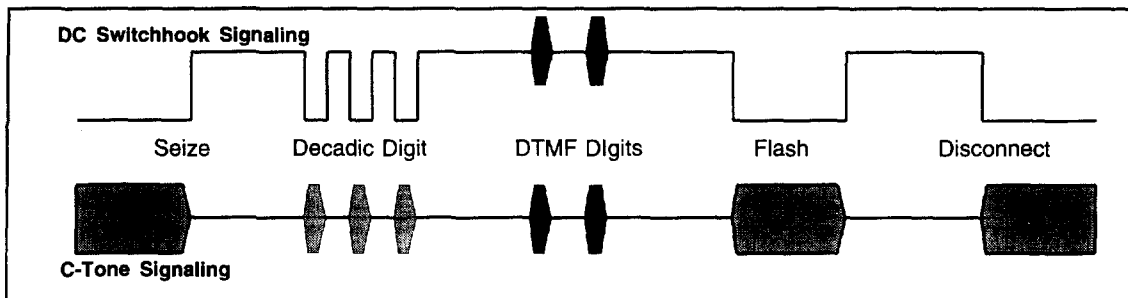 DC Switchhook Signaling
Seize Decadic Digit DTMF DIgits Flash Disconnect
C-Tone Signaling